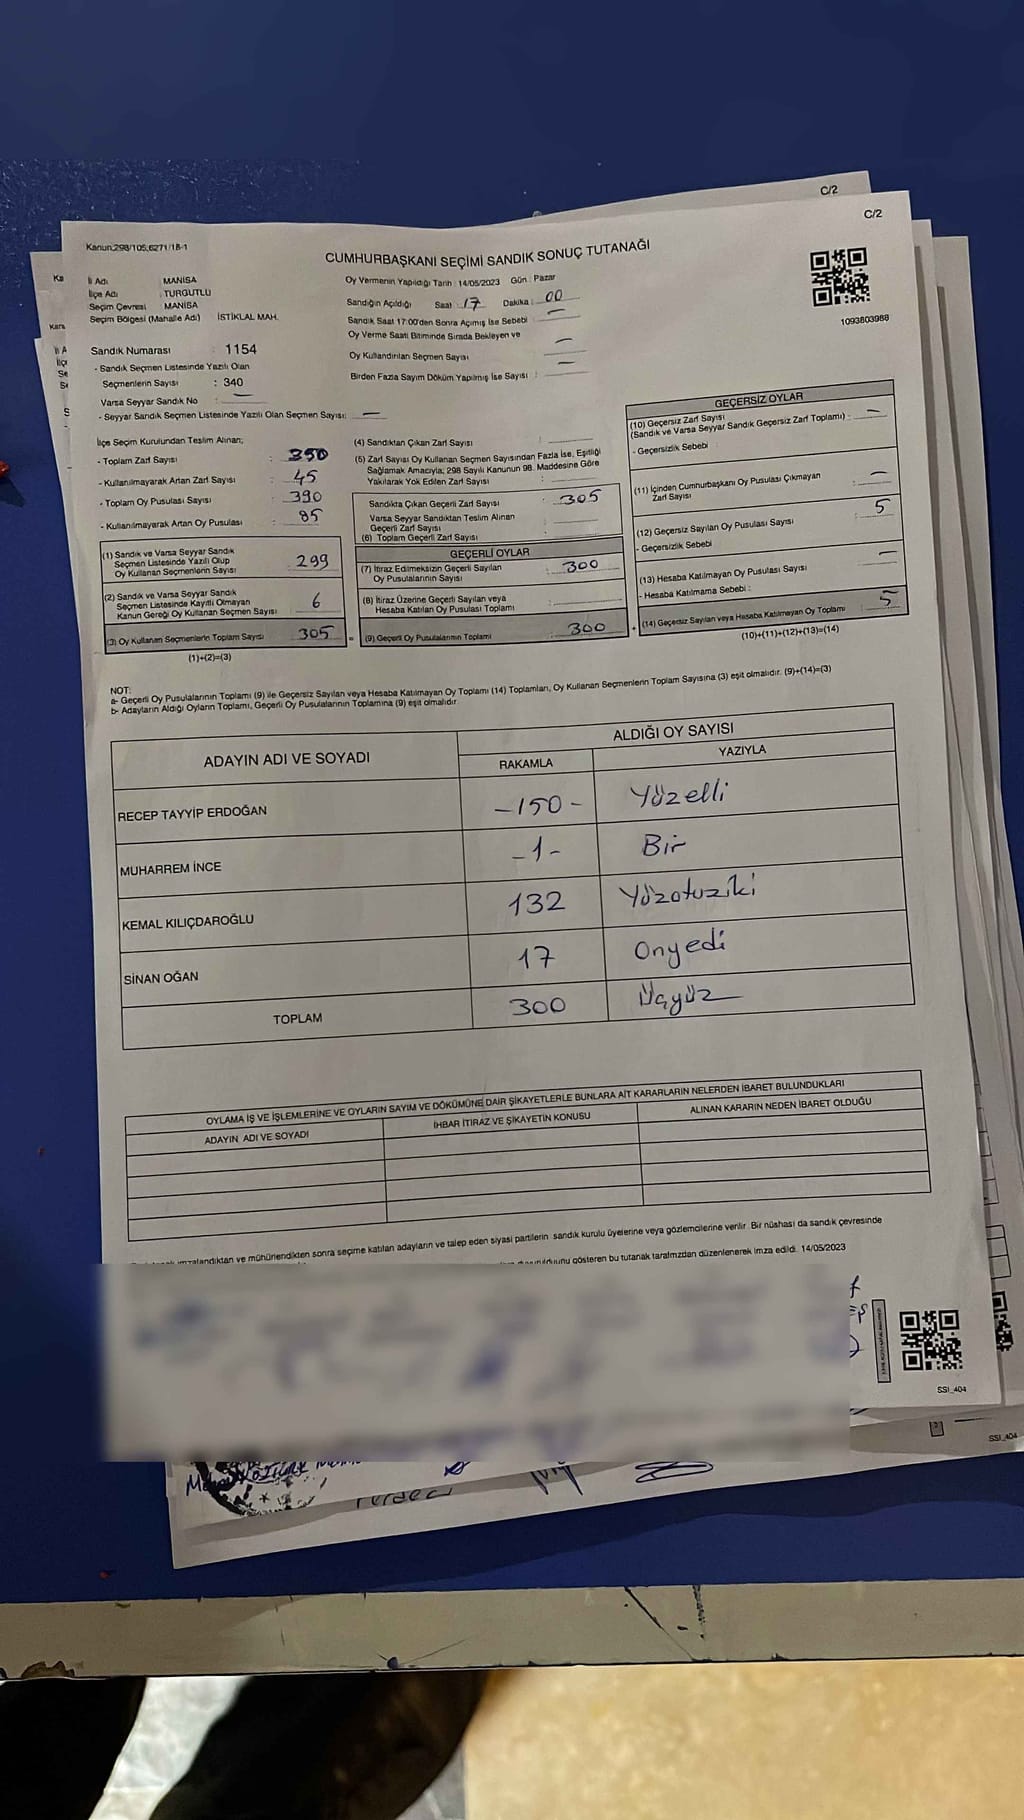 C/2
C/2
Kanun:298/105,6271/18-1
CUMHURBAŞKANI SEÇİMİ SANDIK SONUÇ TUTANAĞI
İl Adı : MANİSA
İlçe Adı : TURGUTLU
Seçim Çevresi : MANİSA
Seçim Bölgesi (Mahalle Adı) : İSTİKLAL MAH.
Sandık Numarası : 1154
- Sandık Seçmen Listesinde Yazılı Olan
Seçmenlerin Sayısı : 340
Varsa Seyyar Sandık No : —
- Seyyar Sandık Seçmen Listesinde Yazılı Olan Seçmen Sayısı: —
Oy Vermenin Yapıldığı Tarih : 14/05/2023 Gün : Pazar
Sandığın Açıldığı Saat : 17 Dakika : 00
Sandık Saat 17:00'den Sonra Açımış İse Sebebi : —
Oy Verme Saati Bitiminde Sırada Bekleyen ve
Oy Kullandırılan Seçmen Sayısı : —
Birden Fazla Sayım Döküm Yapılmış İse Sayısı : —
1093803988
İlçe Seçim Kurulundan Teslim Alınan;
- Toplam Zarf Sayısı : 350
- Kullanılmayarak Artan Zarf Sayısı : 45
- Toplam Oy Pusulası Sayısı : 390
- Kullanılmayarak Artan Oy Pusulası : 85
(1) Sandık ve Varsa Seyyar Sandık
Seçmen Listesinde Yazılı Olup
Oy Kullanan Seçmenlerin Sayısı : 299
(2) Sandık ve Varsa Seyyar Sandık
Seçmen Listesinde Kayıtlı Olmayan
Kanun Gereği Oy Kullanan Seçmen Sayısı : 6
(3) Oy Kullanan Seçmenlerin Toplam Sayısı : 305
(1)+(2)=(3)
(4) Sandıktan Çıkan Zarf Sayısı :
(5) Zarf Sayısı Oy Kullanan Seçmen Sayısından Fazla İse, Eşitliği
Sağlamak Amacıyla; 298 Sayılı Kanunun 98. Maddesine Göre
Yakılarak Yok Edilen Zarf Sayısı :
Sandıkta Çıkan Geçerli Zarf Sayısı : 305
Varsa Seyyar Sandıktan Teslim Alınan
Geçerli Zarf Sayısı :
(6) Toplam Geçerli Zarf Sayısı :
GEÇERLİ OYLAR
(7) İtiraz Edilmeksizin Geçerli Sayılan
Oy Pusulalarının Sayısı : 300
(8) İtiraz Üzerine Geçerli Sayılan veya
Hesaba Katılan Oy Pusulası Toplamı :
= (9) Geçerli Oy Pusulalarının Toplamı : 300
GEÇERSİZ OYLAR
(10) Geçersiz Zarf Sayısı
(Sandık ve Varsa Seyyar Sandık Geçersiz Zarf Toplamı) : —
- Geçersizlik Sebebi :
(11) İçinden Cumhurbaşkanı Oy Pusulası Çıkmayan
Zarf Sayısı : —
(12) Geçersiz Sayılan Oy Pusulası Sayısı : 5
- Geçersizlik Sebebi :
(13) Hesaba Katılmayan Oy Pusulası Sayısı : —
- Hesaba Katılmama Sebebi :
+ (14) Geçersiz Sayılan veya Hesaba Katılmayan Oy Toplamı : 5
(10)+(11)+(12)+(13)=(14)
NOT:
a- Geçerli Oy Pusulalarının Toplamı (9) ile Geçersiz Sayılan veya Hesaba Katılmayan Oy Toplamı (14) Toplamları, Oy Kullanan Seçmenlerin Toplam Sayısına (3) eşit olmalıdır. (9)+(14)=(3)
b- Adayların Aldığı Oyların Toplamı, Geçerli Oy Pusulalarının Toplamına (9) eşit olmalıdır.
ADAYIN ADI VE SOYADI
ALDIĞI OY SAYISI
RAKAMLA YAZIYLA
RECEP TAYYİP ERDOĞAN -150- Yüzelli
MUHARREM İNCE -1- Bir
KEMAL KILIÇDAROĞLU 132 Yüzotuziki
SİNAN OĞAN 17 Onyedi
TOPLAM 300 Üçyüz
OYLAMA İŞ VE İŞLEMLERİNE VE OYLARIN SAYIM VE DÖKÜMÜNE DAİR ŞİKAYETLERLE BUNLARA AİT KARARLARIN NELERDEN İBARET BULUNDUKLARI
ADAYIN ADI VE SOYADI İHBAR İTİRAZ VE ŞİKAYETİN KONUSU ALINAN KARARIN NEDEN İBARET OLDUĞU
imzalandıktan ve mühürlendikten sonra seçime katılan adayların ve talep eden siyasi partilerin sandık kurulu üyelerine veya gözlemcilerine verilir. Bir nüshası da sandık çevresinde
gösteren bu tutanak tarafımızdan düzenlenerek imza edildi. 14/05/2023
SSI_404
SSI_404